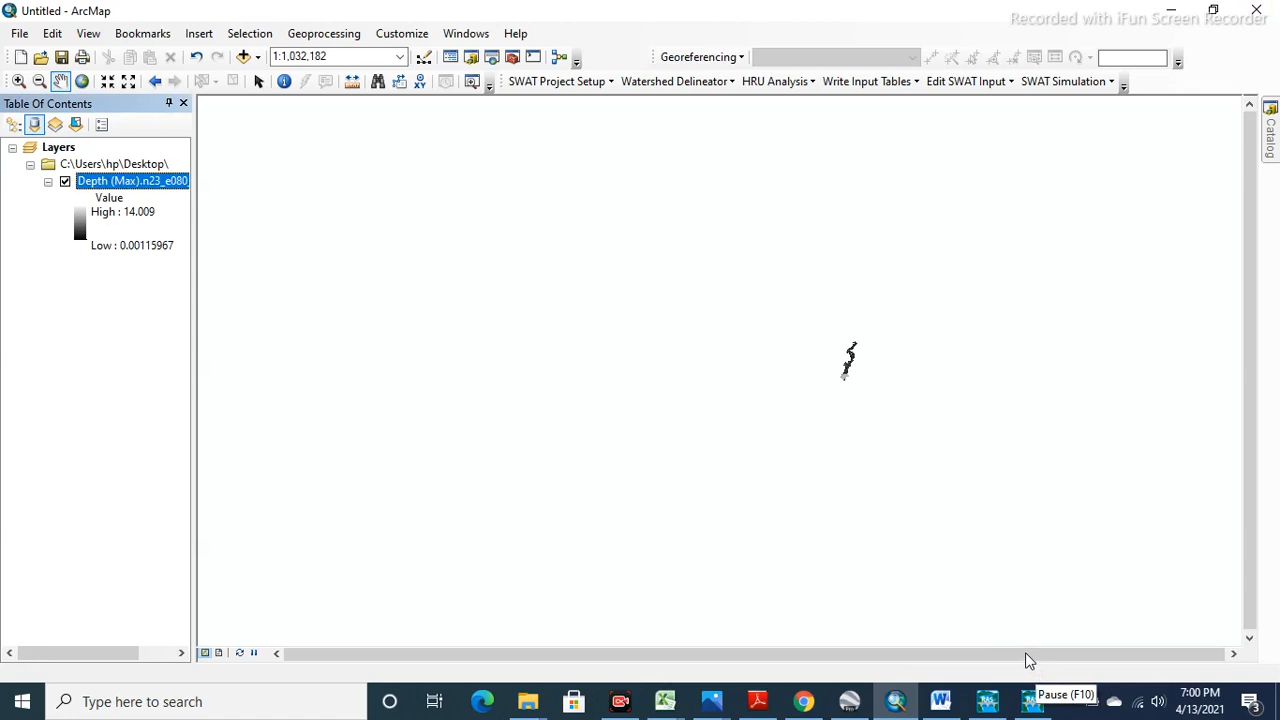 Untitled - ArcMap
Recorded with iFun Screen Recorder
File Edit View Bookmarks Insert Selection Geoprocessing Customize Windows Help
1:1,032,182
Georeferencing
SWAT Project Setup Watershed Delineator HRU Analysis Write Input Tables Edit SWAT Input SWAT Simulation
Table Of Contents
Layers
C:\Users\hp\Desktop\
Depth (Max).n23_e080_
Value
High : 14.009
Low : 0.00115967
Catalog
Pause (F10)
Type here to search
7:00 PM
4/13/2021
3